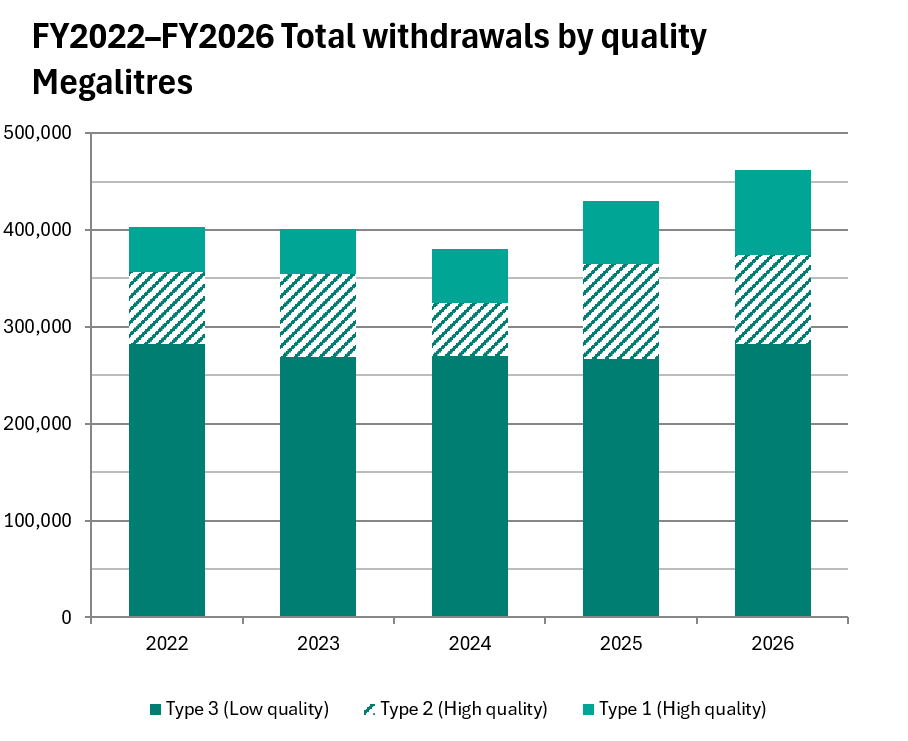 FY2022–FY2026 Total withdrawals by quality
Megalitres
500,000
400,000
300,000
200,000
100,000
0
2022 2023 2024 2025 2026
Type 3 (Low quality) Type 2 (High quality) Type 1 (High quality)